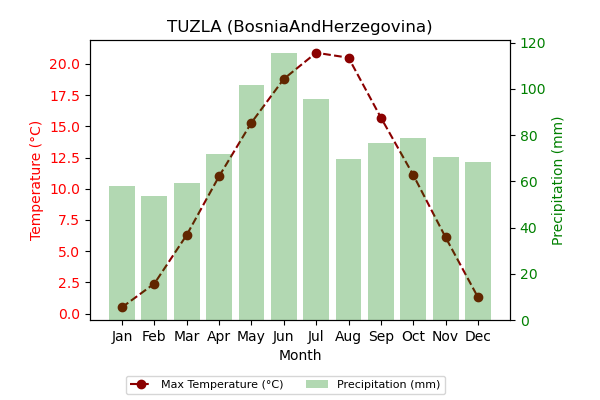 TUZLA (BosniaAndHerzegovina)
Temperature (°C)
20.0
17.5
15.0
12.5
10.0
7.5
5.0
2.5
0.0
120
100
80
60
40
20
0
Precipitation (mm)
Jan Feb Mar Apr May Jun Jul Aug Sep Oct Nov Dec
Month
Max Temperature (°C) Precipitation (mm)